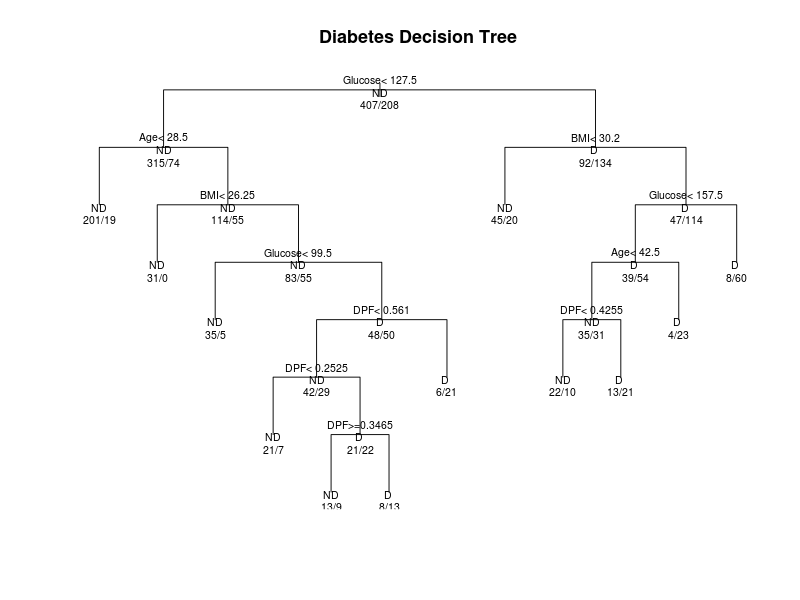 Diabetes Decision Tree
Glucose< 127.5
ND
407/208
Age< 28.5
ND
315/74
BMI< 30.2
D
92/134
ND
201/19
BMI< 26.25
ND
114/55
ND
45/20
Glucose< 157.5
D
47/114
ND
31/0
Glucose< 99.5
ND
83/55
Age< 42.5
D
39/54
D
8/60
ND
35/5
DPF< 0.561
D
48/50
DPF< 0.4255
ND
35/31
D
4/23
DPF< 0.2525
ND
42/29
D
6/21
ND
22/10
D
13/21
ND
21/7
DPF>=0.3465
D
21/22
ND
13/9
D
8/13